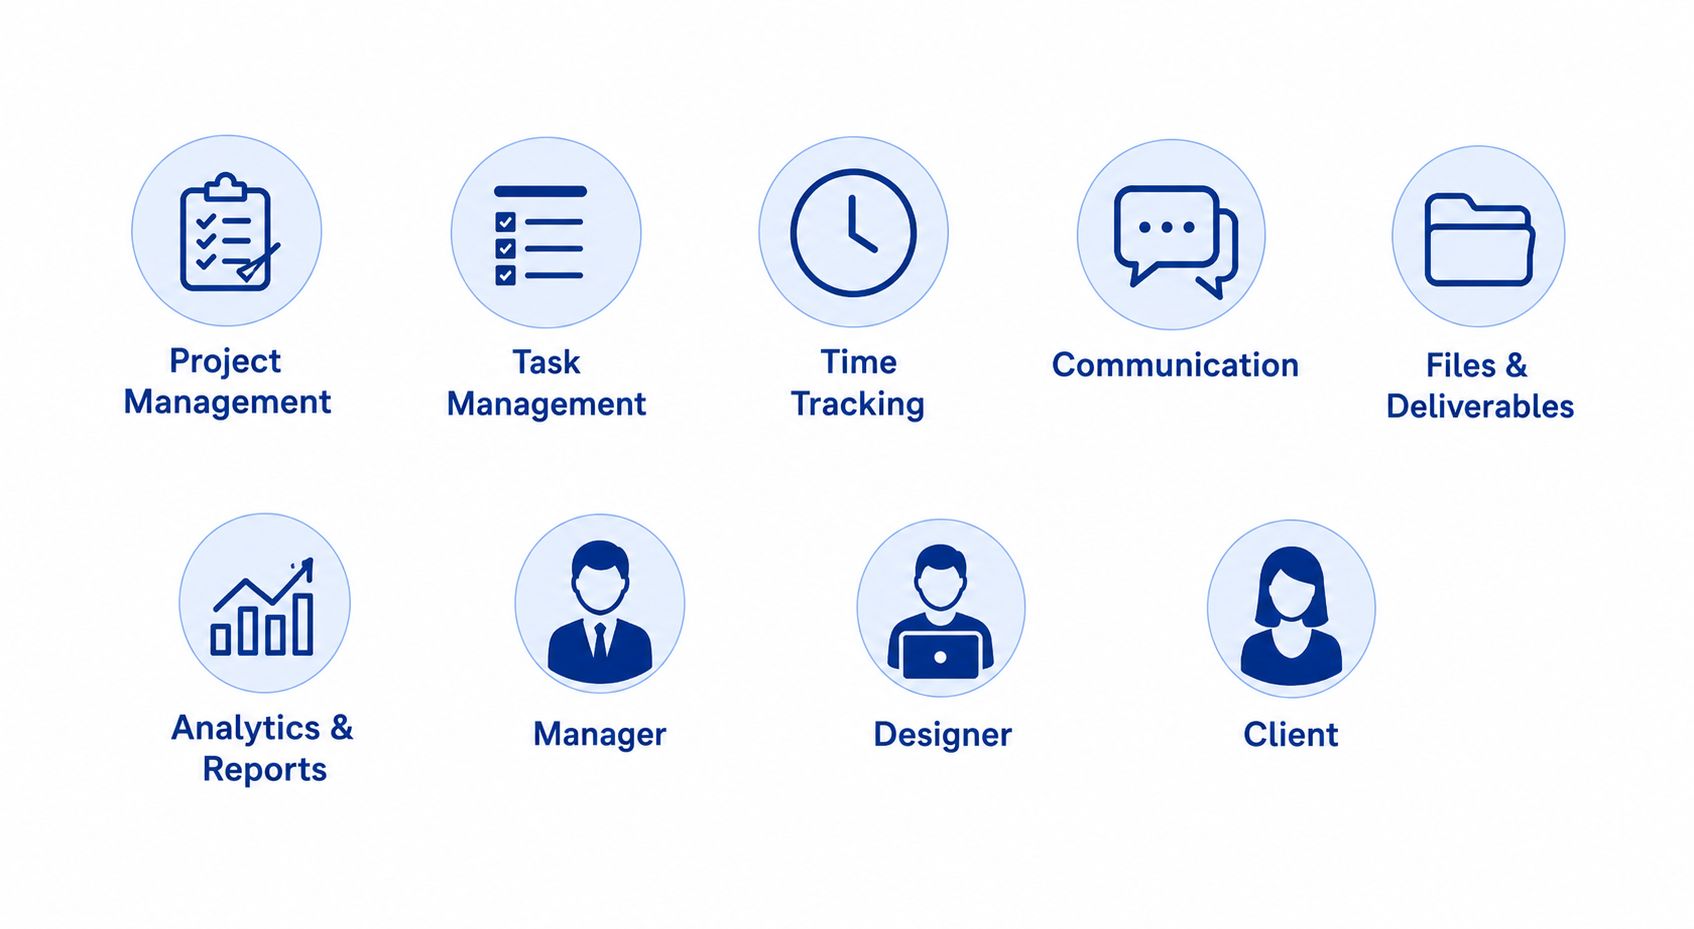 Project
Management
Task
Management
Time
Tracking
Communication
Files &
Deliverables
Analytics &
Reports
Manager
Designer
Client